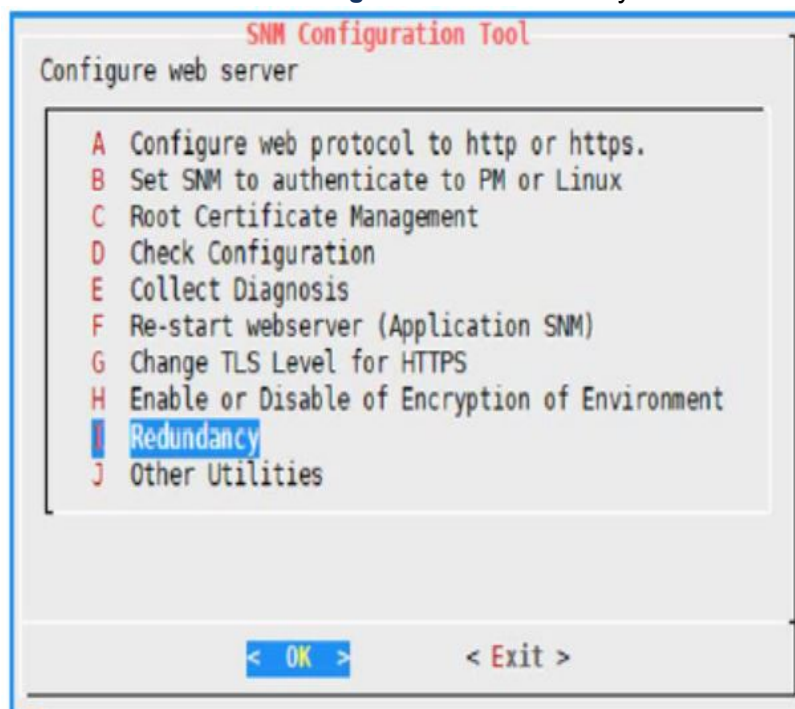 SNM Configuration Tool
Configure web server
A Configure web protocol to http or https.
B Set SNM to authenticate to PM or Linux
C Root Certificate Management
D Check Configuration
E Collect Diagnosis
F Re-start webserver (Application SNM)
G Change TLS Level for HTTPS
H Enable or Disable of Encryption of Environment
I Redundancy
J Other Utilities
< OK > < Exit >